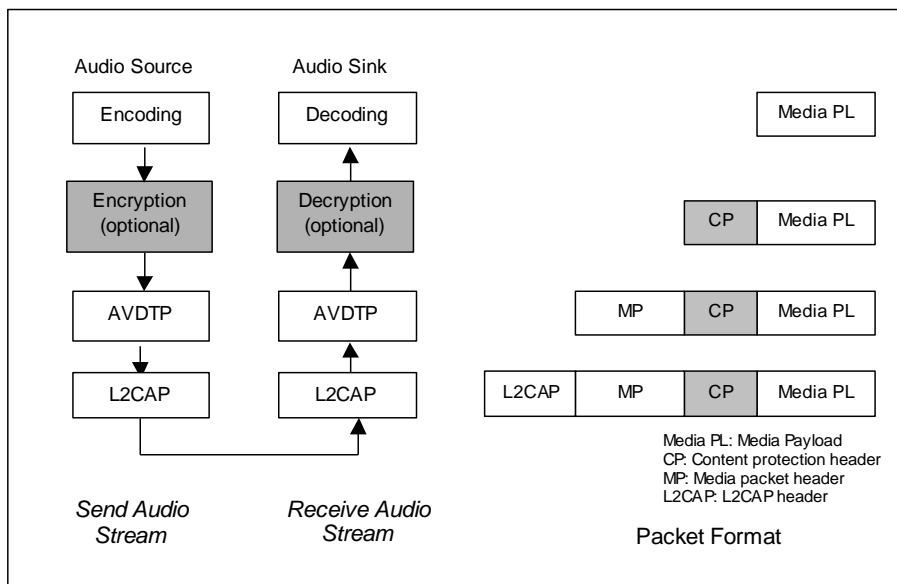 Audio Source
Encoding
Encryption
(optional)
AVDTP
L2CAP
Send Audio
Stream
Audio Sink
Decoding
Decryption
(optional)
AVDTP
L2CAP
Receive Audio
Stream
Media PL
CP Media PL
MP CP Media PL
L2CAP MP CP Media PL
Media PL: Media Payload
CP: Content protection header
MP: Media packet header
L2CAP: L2CAP header
Packet Format